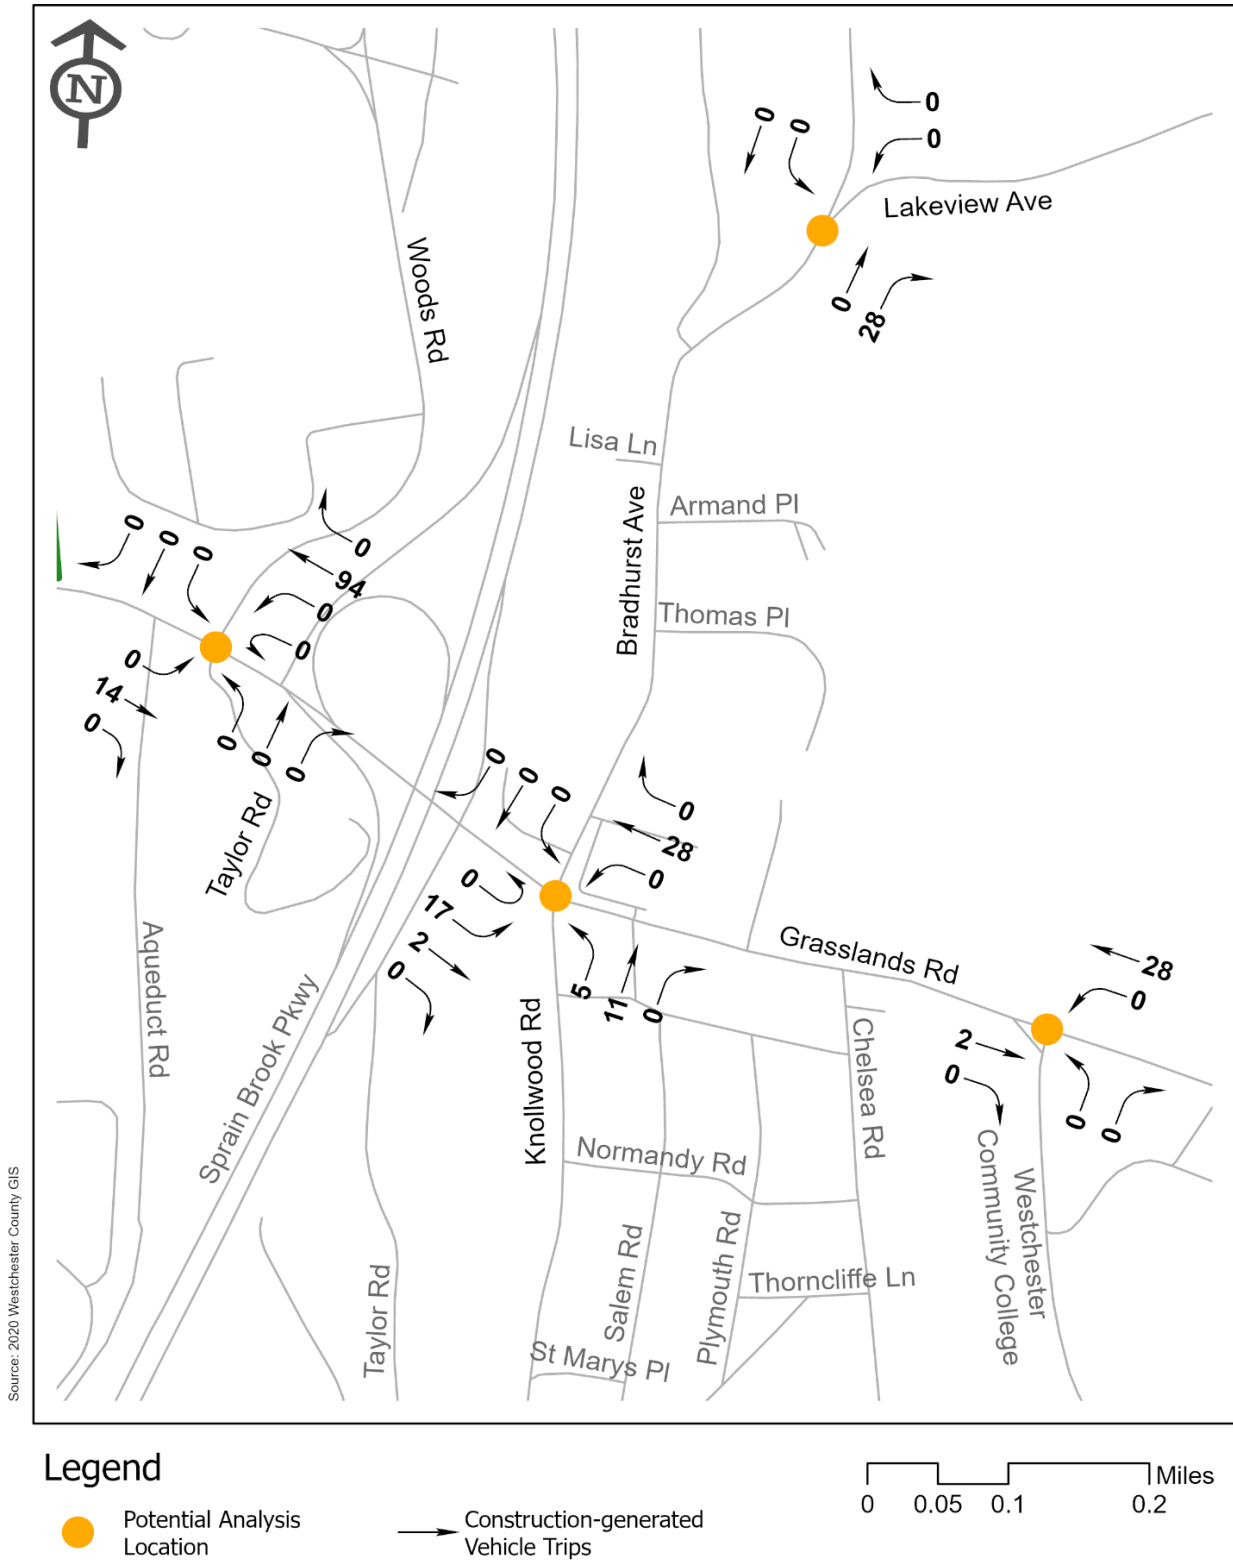 N
0
0
0
0
Lakeview Ave
0
28
Woods Rd
Lisa Ln
Armand Pl
Bradhurst Ave
Thomas Pl
0
0
0
0
94
0
0
0
14
0
0
0
0
Taylor Rd
0
0
0
0
28
0
0
17
2
0
5
11
0
Grasslands Rd
28
0
2
0
0
0
Aqueduct Rd
Sprain Brook Pkwy
Knollwood Rd
Chelsea Rd
Normandy Rd
Westchester
Community College
Salem Rd
Plymouth Rd
Thorncliffe Ln
Taylor Rd
St Marys Pl
Source: 2020 Westchester County GIS
Legend
Potential Analysis
Location
Construction-generated
Vehicle Trips
Miles
0 0.05 0.1 0.2